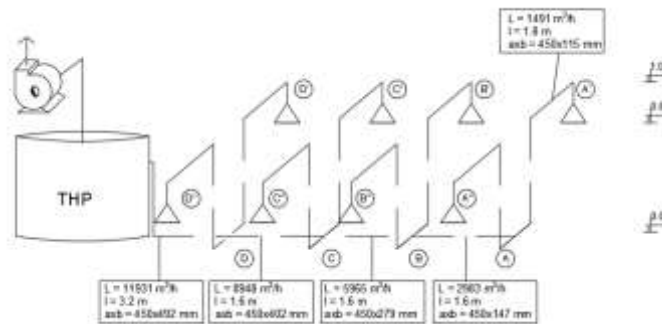 L = 1491 m³/h
l = 1.8 m
axb = 450x115 mm
D'
C'
B'
A'
THP
D"
C"
B"
A"
D
C
B
A
L = 11931 m³/h
l = 3.2 m
axb = 450x492 mm
L = 8948 m³/h
l = 1.6 m
axb = 450x402 mm
L = 5965 m³/h
l = 1.6 m
axb = 450x279 mm
L = 2983 m³/h
l = 1.6 m
axb = 450x147 mm